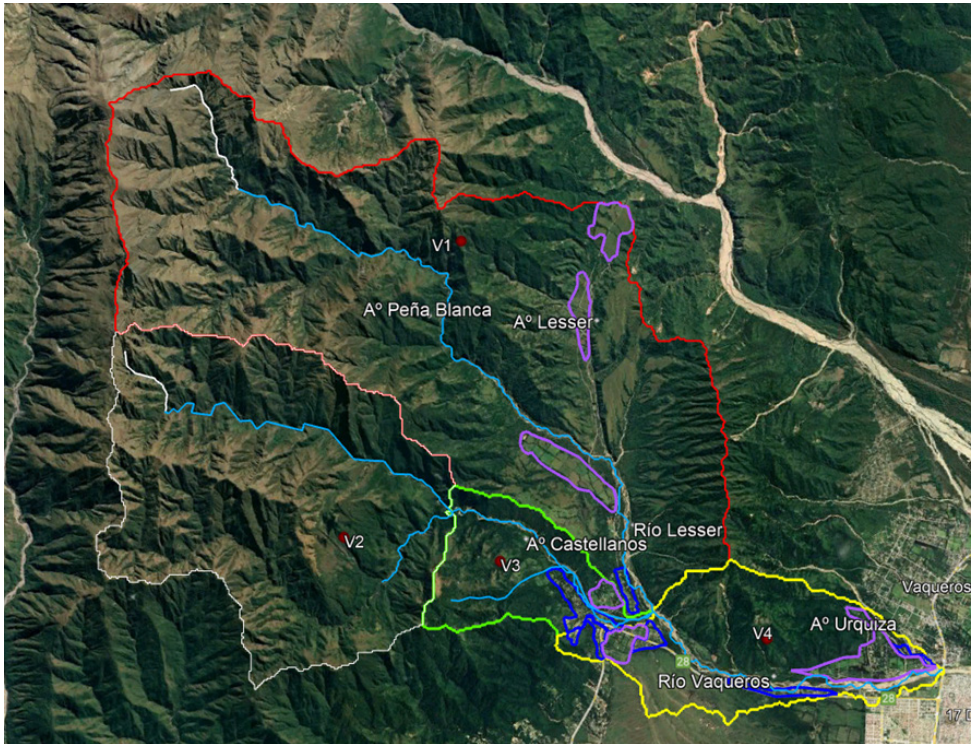 V1
Aº Peña Blanca
Aº Lesser
Río Lesser
V2
Aº Castellanos
V3
Vaqueros
Aº Urquiza
V4
28
Río Vaqueros
28
17 D